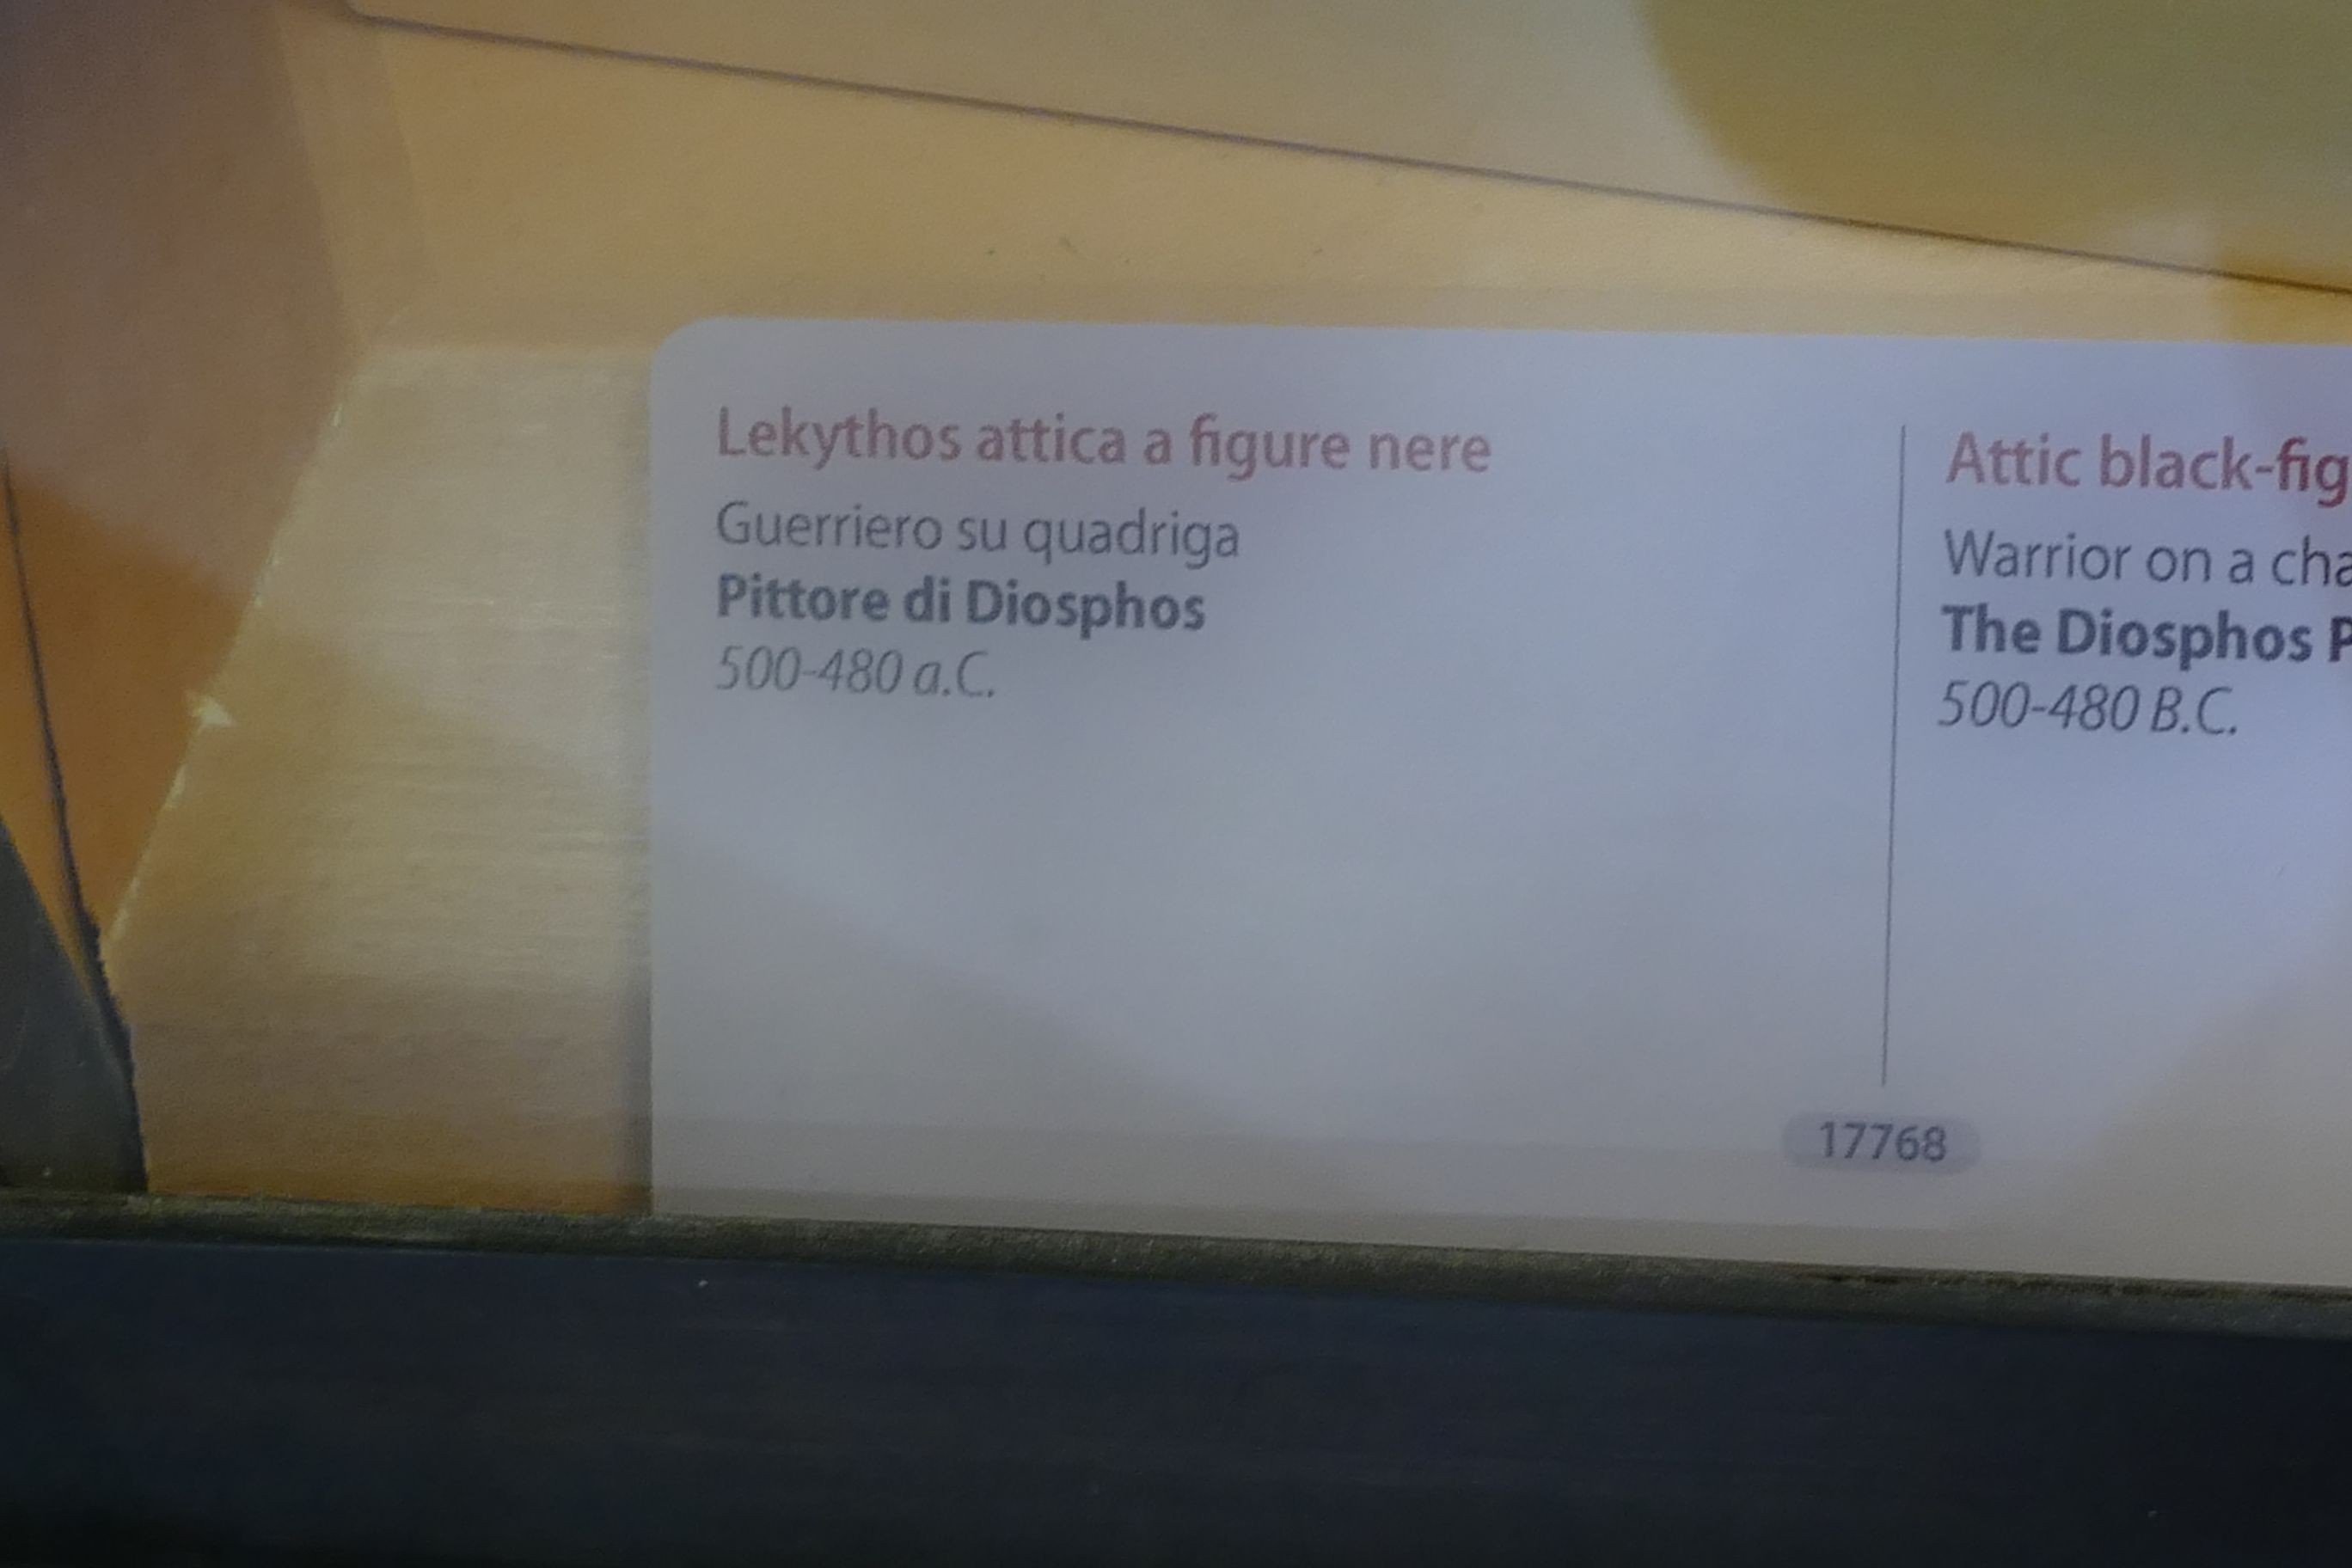 Lekythos attica a figure nere
Guerriero su quadriga
Pittore di Diosphos
500-480 a.C.
Attic black-fig
Warrior on a cha
The Diosphos P
500-480 B.C.
17768